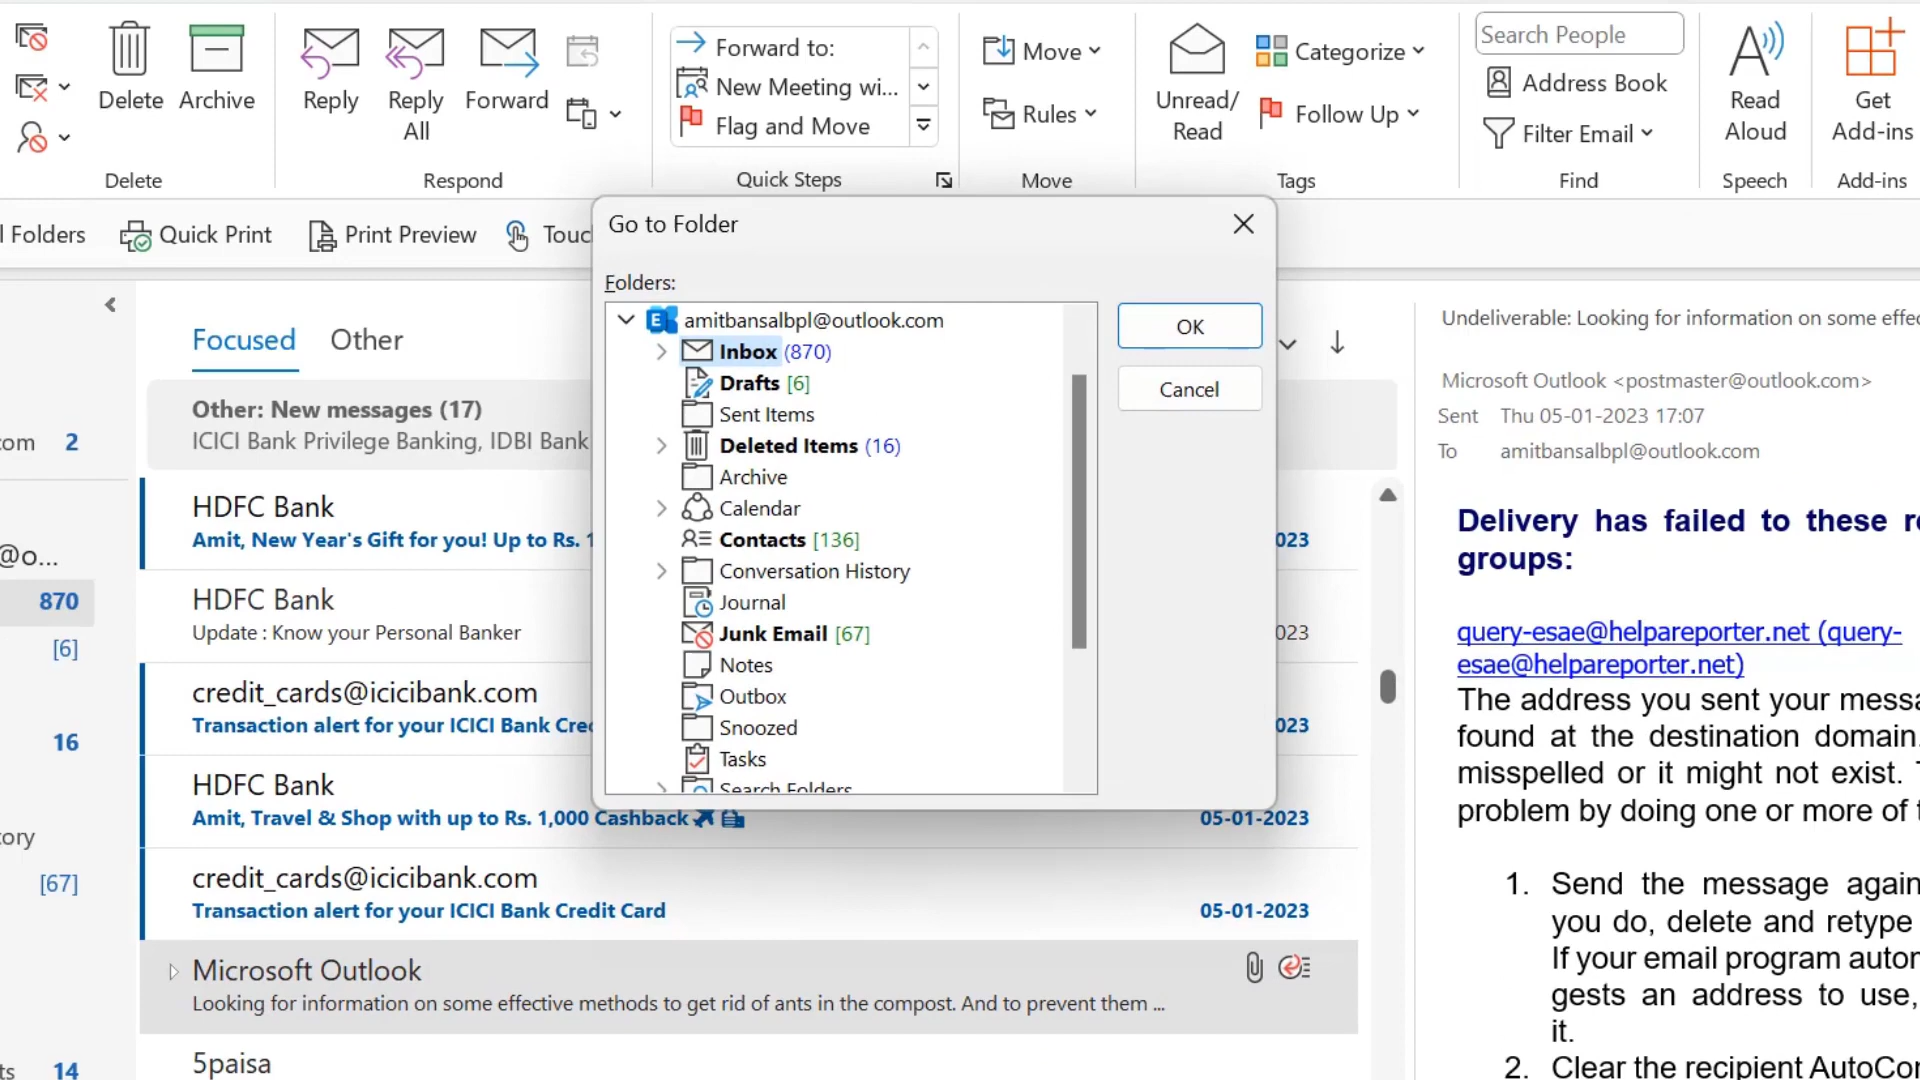 Delete
Archive
Reply
Reply
All
Forward
Forward to:
New Meeting wi...
Flag and Move
Move
Rules
Unread/
Read
Categorize
Follow Up
Search People
Address Book
Filter Email
Read
Aloud
Get
Add-ins
Delete
Respond
Quick Steps
Move
Tags
Find
Speech
Add-ins
l Folders
Quick Print
Print Preview
Touc
Go to Folder
Folders:
amitbansalbpl@outlook.com
Inbox (870)
Drafts [6]
Sent Items
Deleted Items (16)
Archive
Calendar
Contacts [136]
Conversation History
Journal
Junk Email [67]
Notes
Outbox
Snoozed
Tasks
Search Folders
OK
Cancel
com 2
@o...
870
[6]
16
ory
[67]
ts 14
Focused Other
Other: New messages (17)
ICICI Bank Privilege Banking, IDBI Bank
HDFC Bank
Amit, New Year's Gift for you! Up to Rs. 1 023
HDFC Bank
Update : Know your Personal Banker 023
credit_cards@icicibank.com
Transaction alert for your ICICI Bank Cre 023
HDFC Bank
Amit, Travel & Shop with up to Rs. 1,000 Cashback 05-01-2023
credit_cards@icicibank.com
Transaction alert for your ICICI Bank Credit Card 05-01-2023
Microsoft Outlook
Looking for information on some effective methods to get rid of ants in the compost. And to prevent them ...
5paisa
Undeliverable: Looking for information on some effec
Microsoft Outlook <postmaster@outlook.com>
Sent Thu 05-01-2023 17:07
To amitbansalbpl@outlook.com
Delivery has failed to these re
groups:
query-esae@helpareporter.net (query-
esae@helpareporter.net)
The address you sent your messa
found at the destination domain.
misspelled or it might not exist. T
problem by doing one or more of t
1. Send the message again
you do, delete and retype
If your email program autor
gests an address to use,
it.
2. Clear the recipient AutoCor